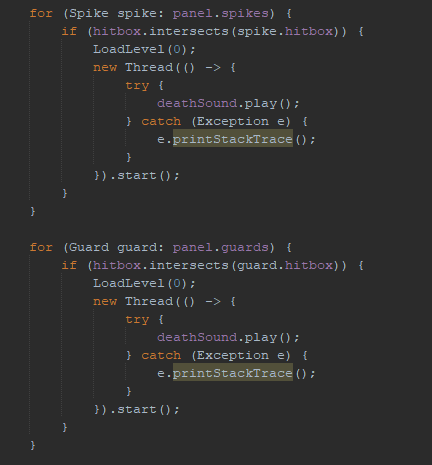 for (Spike spike: panel.spikes) {
    if (hitbox.intersects(spike.hitbox)) {
        LoadLevel(0);
        new Thread(() -> {
            try {
                deathSound.play();
            } catch (Exception e) {
                e.printStackTrace();
            }
        }).start();
    }
}

for (Guard guard: panel.guards) {
    if (hitbox.intersects(guard.hitbox)) {
        LoadLevel(0);
        new Thread(() -> {
            try {
                deathSound.play();
            } catch (Exception e) {
                e.printStackTrace();
            }
        }).start();
    }
}